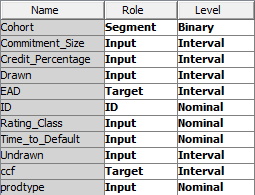 Name Role Level
Cohort Segment Binary
Commitment_Size Input Interval
Credit_Percentage Input Interval
Drawn Input Interval
EAD Target Interval
ID ID Nominal
Rating_Class Input Nominal
Time_to_Default Input Nominal
Undrawn Input Interval
ccf Target Interval
prodtype Input Nominal